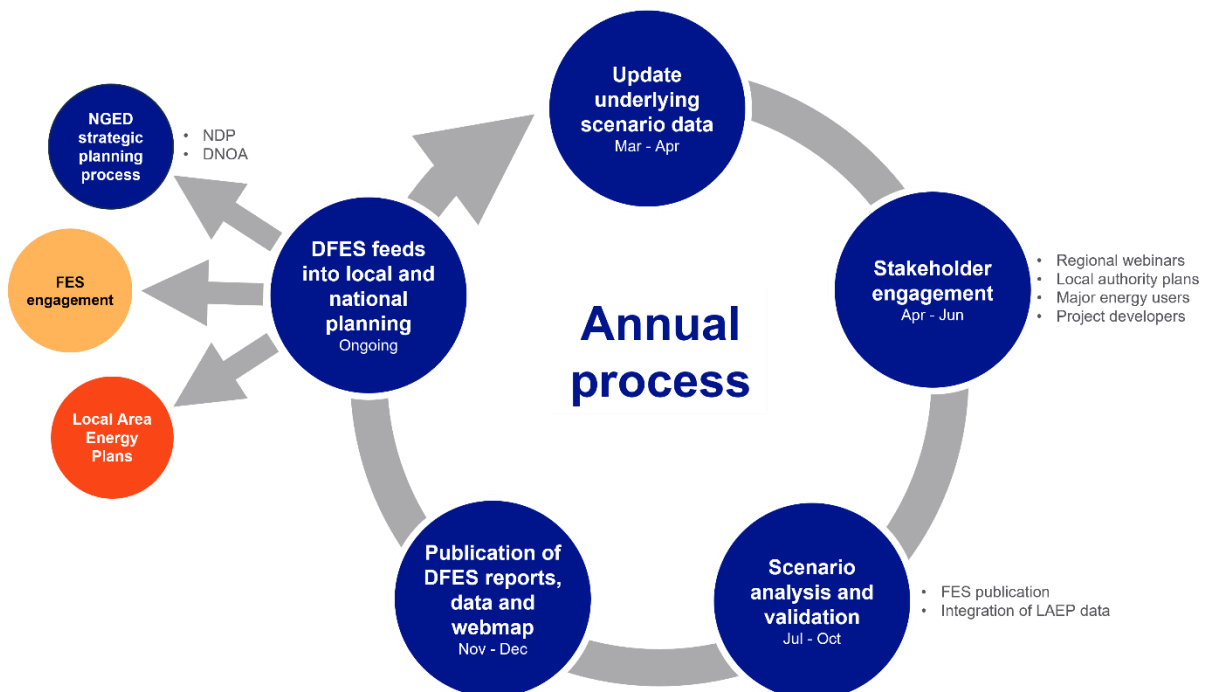 Update
underlying
scenario data
Mar - Apr
NGED
strategic
planning
process
• NDP
• DNOA
DFES feeds
into local and
national
planning
Ongoing
FES
engagement
Local Area
Energy
Plans
Annual
process
Stakeholder
engagement
Apr - Jun
• Regional webinars
• Local authority plans
• Major energy users
• Project developers
Scenario
analysis and
validation
Jul - Oct
• FES publication
• Integration of LAEP data
Publication of
DFES reports,
data and
webmap
Nov - Dec